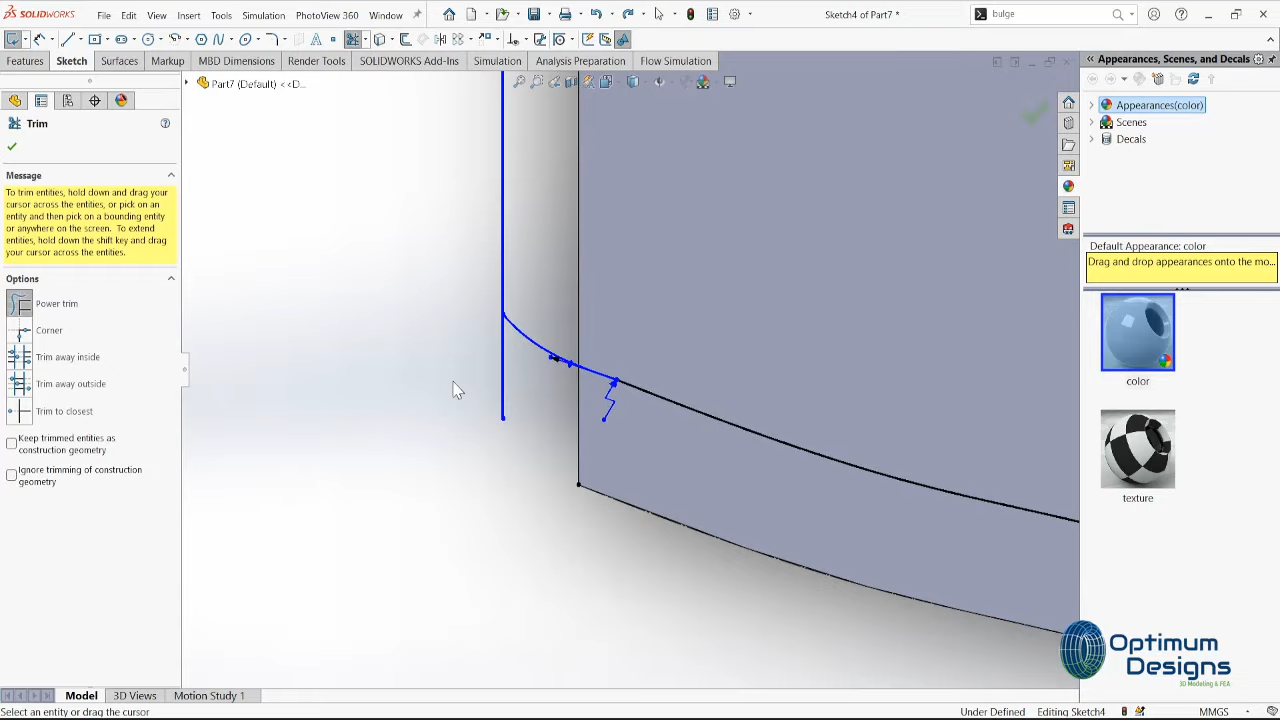 SOLIDWORKS
File Edit View Insert Tools Simulation PhotoView 360 Window
Sketch4 of Part7 *
bulge
Features Sketch Surfaces Markup MBD Dimensions Render Tools SOLIDWORKS Add-Ins Simulation Analysis Preparation Flow Simulation
Part7 (Default) <<D...
Trim
Message
To trim entities, hold down and drag your
cursor across the entities, or pick on an
entity and then pick on a bounding entity
or anywhere on the screen. To extend
entities, hold down the shift key and drag
your cursor across the entities.
Options
Power trim
Corner
Trim away inside
Trim away outside
Trim to closest
Keep trimmed entities as
construction geometry
Ignore trimming of construction
geometry
Appearances, Scenes, and Decals
Appearances(color)
Scenes
Decals
Default Appearance: color
Drag and drop appearances onto the mo...
color
texture
Optimum
Designs
3D Modeling & FEA
Model 3D Views Motion Study 1
Select an entity or drag the cursor
Under Defined Editing Sketch4 MMGS